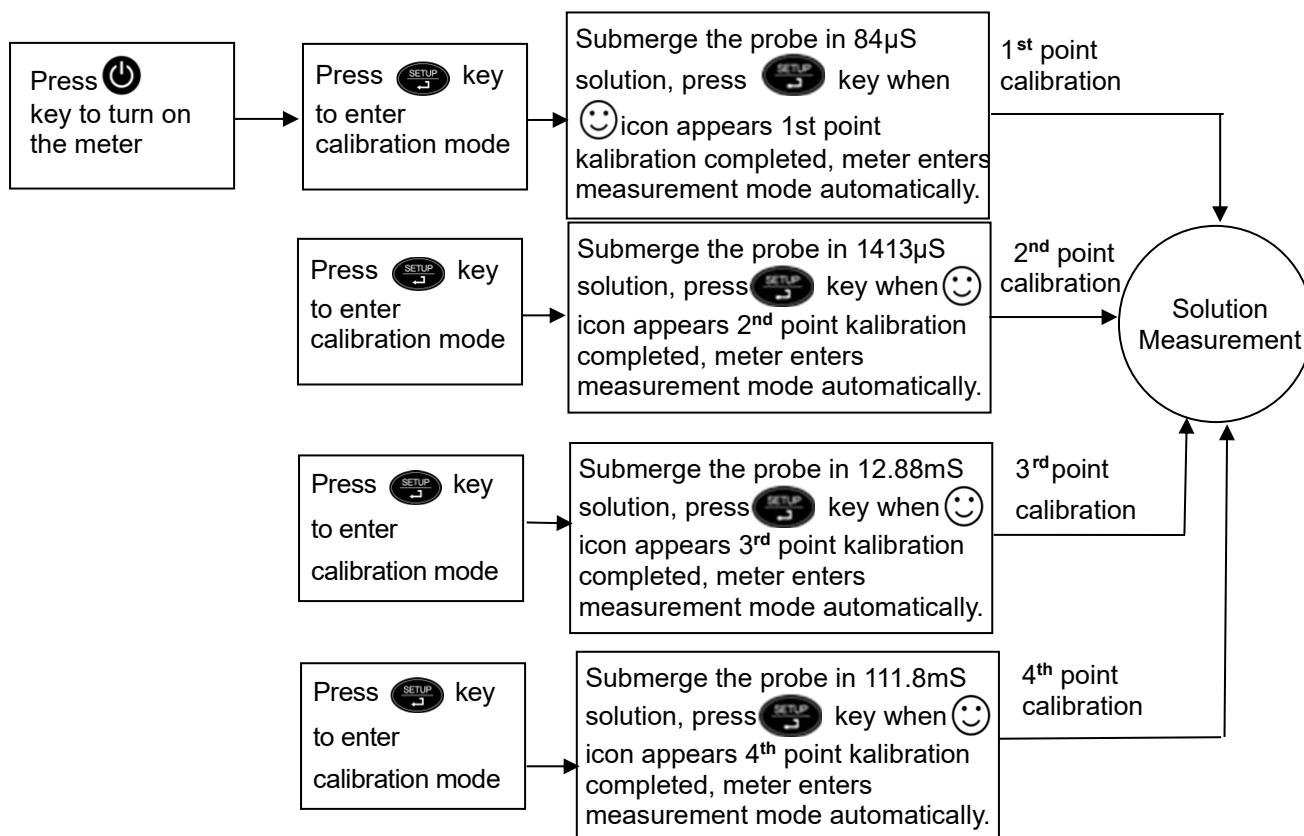 Press
key to turn on
the meter
Press SETUP key
to enter
calibration mode
Submerge the probe in 84µS
solution, press SETUP key when
icon appears 1st point
kalibration completed, meter enters
measurement mode automatically.
1st point
calibration
Press SETUP key
to enter
calibration mode
Submerge the probe in 1413µS
solution, press SETUP key when
icon appears 2nd point kalibration
completed, meter enters
measurement mode automatically.
2nd point
calibration
Solution
Measurement
Press SETUP key
to enter
calibration mode
Submerge the probe in 12.88mS
solution, press SETUP key when
icon appears 3rd point kalibration
completed, meter enters
measurement mode automatically.
3rd point
calibration
Press SETUP key
to enter
calibration mode
Submerge the probe in 111.8mS
solution, press SETUP key when
icon appears 4th point kalibration
completed, meter enters
measurement mode automatically.
4th point
calibration